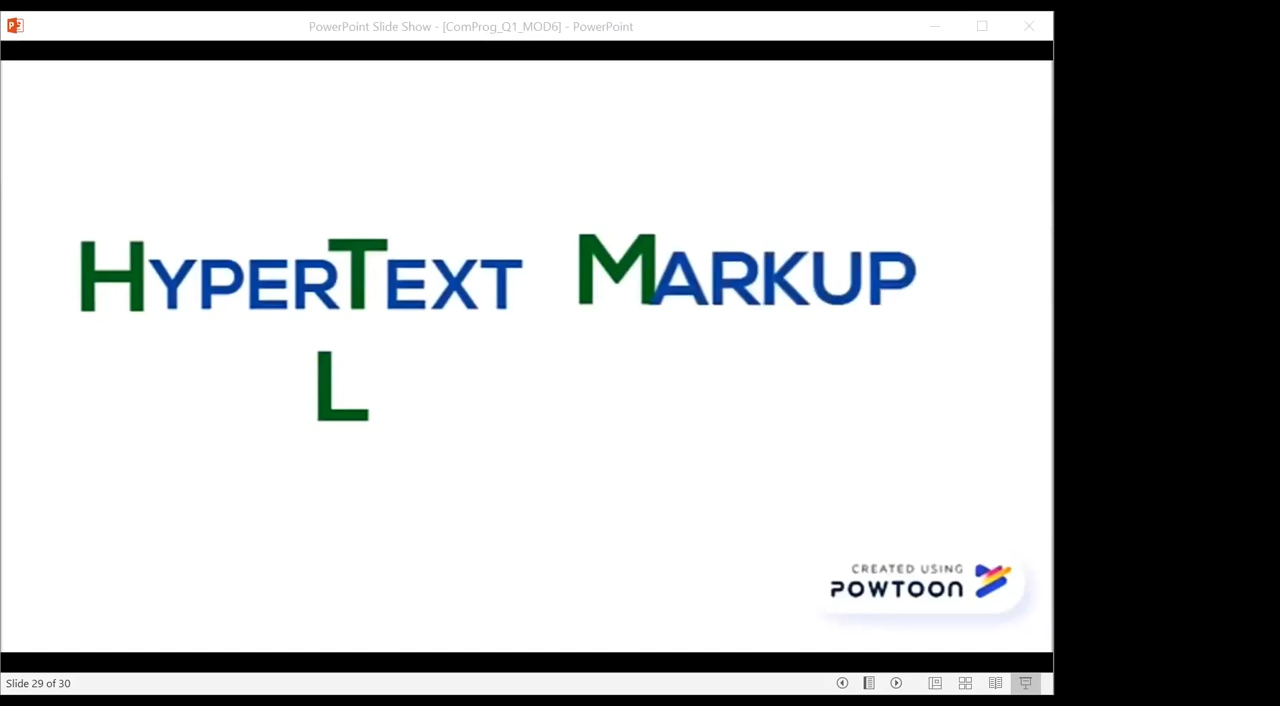 PowerPoint Slide Show - [ComProg_Q1_MOD6] - PowerPoint
HYPERTEXT MARKUP
L
CREATED USING
POWTOON
Slide 29 of 30